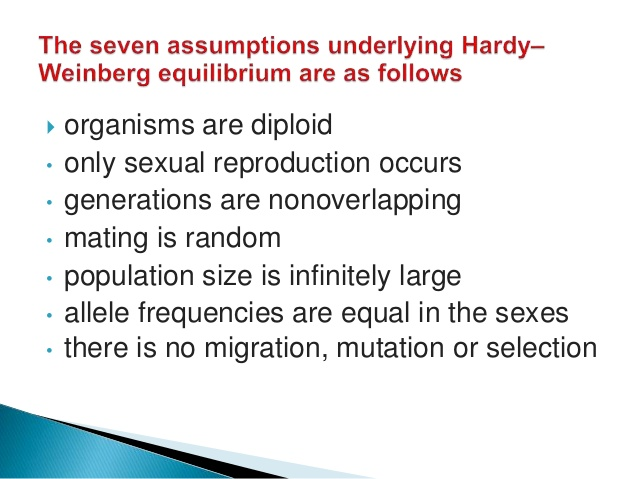 The seven assumptions underlying Hardy–
Weinberg equilibrium are as follows
organisms are diploid
• only sexual reproduction occurs
• generations are nonoverlapping
• mating is random
• population size is infinitely large
• allele frequencies are equal in the sexes
• there is no migration, mutation or selection